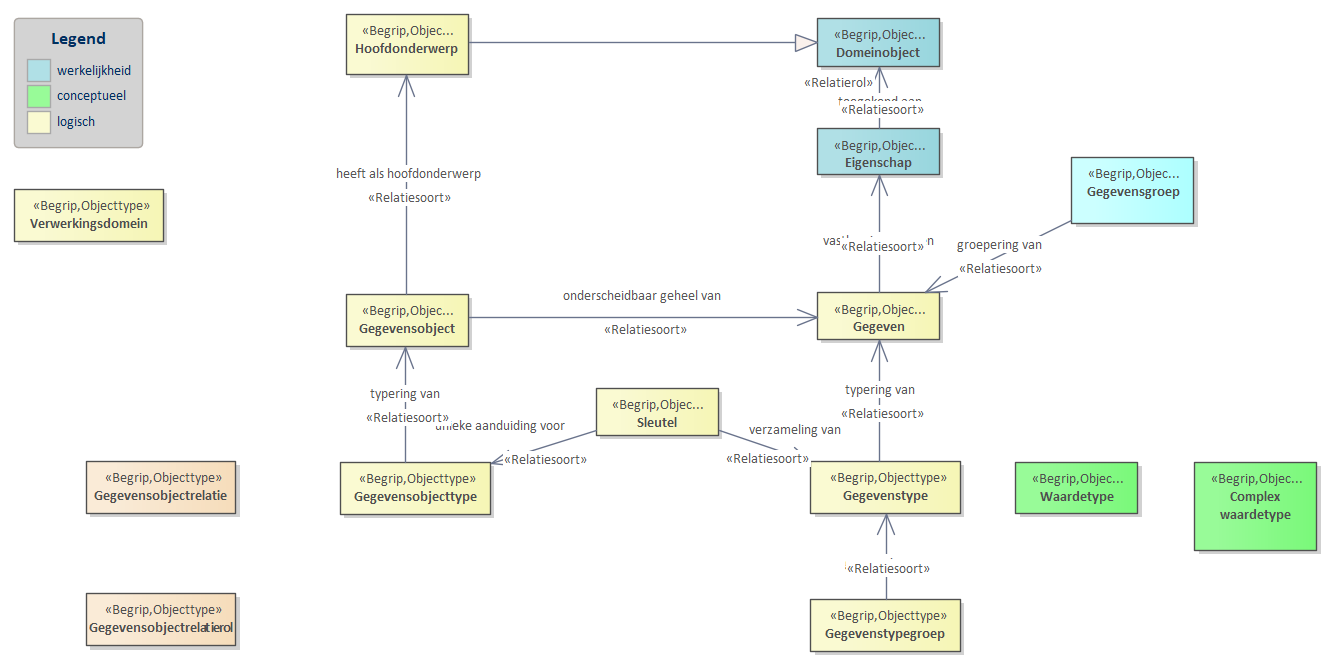 Legend
werkelijkheid
conceptueel
logisch
«Begrip,Objec...
Hoofdonderwerp
«Begrip,Objec...
Domeinobject
«Relatierol»
«Relatiesoort»
«Begrip,Objec...
Eigenschap
«Begrip,Objec...
Gegevensgroep
heeft als hoofdonderwerp
«Relatiesoort»
«Begrip,Objecttype»
Verwerkingsdomein
«Relatiesoort»
groepering van
«Relatiesoort»
«Begrip,Objec...
Gegevensobject
onderscheidbaar geheel van
«Relatiesoort»
«Begrip,Objec...
Gegeven
typering van
«Relatiesoort»
unieke aanduiding voor
«Relatiesoort»
«Begrip,Objec...
Sleutel
verzameling van
«Relatiesoort»
typering van
«Relatiesoort»
«Begrip,Objecttype»
Gegevensobjectrelatie
«Begrip,Objecttype»
Gegevensobjecttype
«Begrip,Objecttype»
Gegevenstype
«Begrip,Objec...
Waardetype
«Begrip,Objec...
Complex
waardetype
«Relatiesoort»
«Begrip,Objecttype»
Gegevensobjectrelatierol
«Begrip,Objecttype»
Gegevenstypegroep